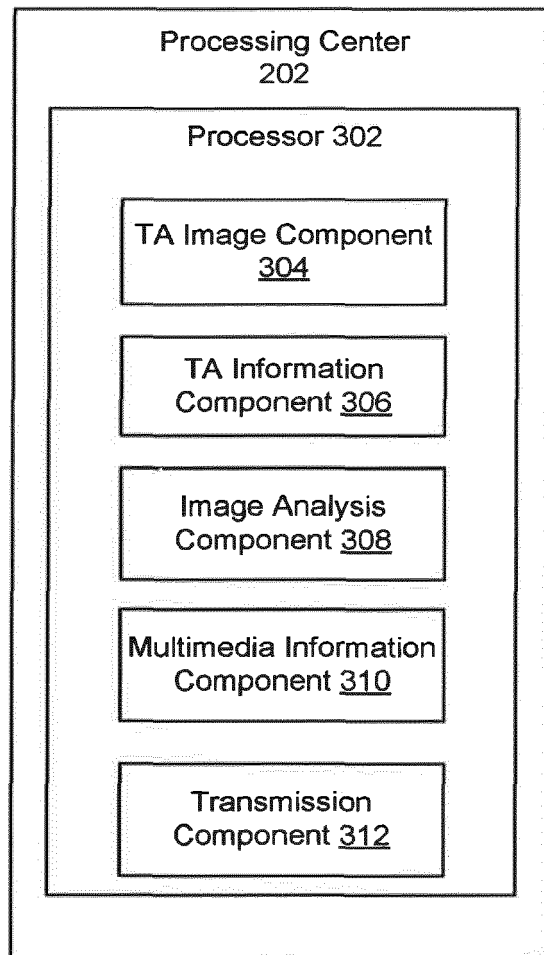 Processing Center
202
Processor 302
TA Image Component
304
TA Information
Component 306
Image Analysis
Component 308
Multimedia Information
Component 310
Transmission
Component 312